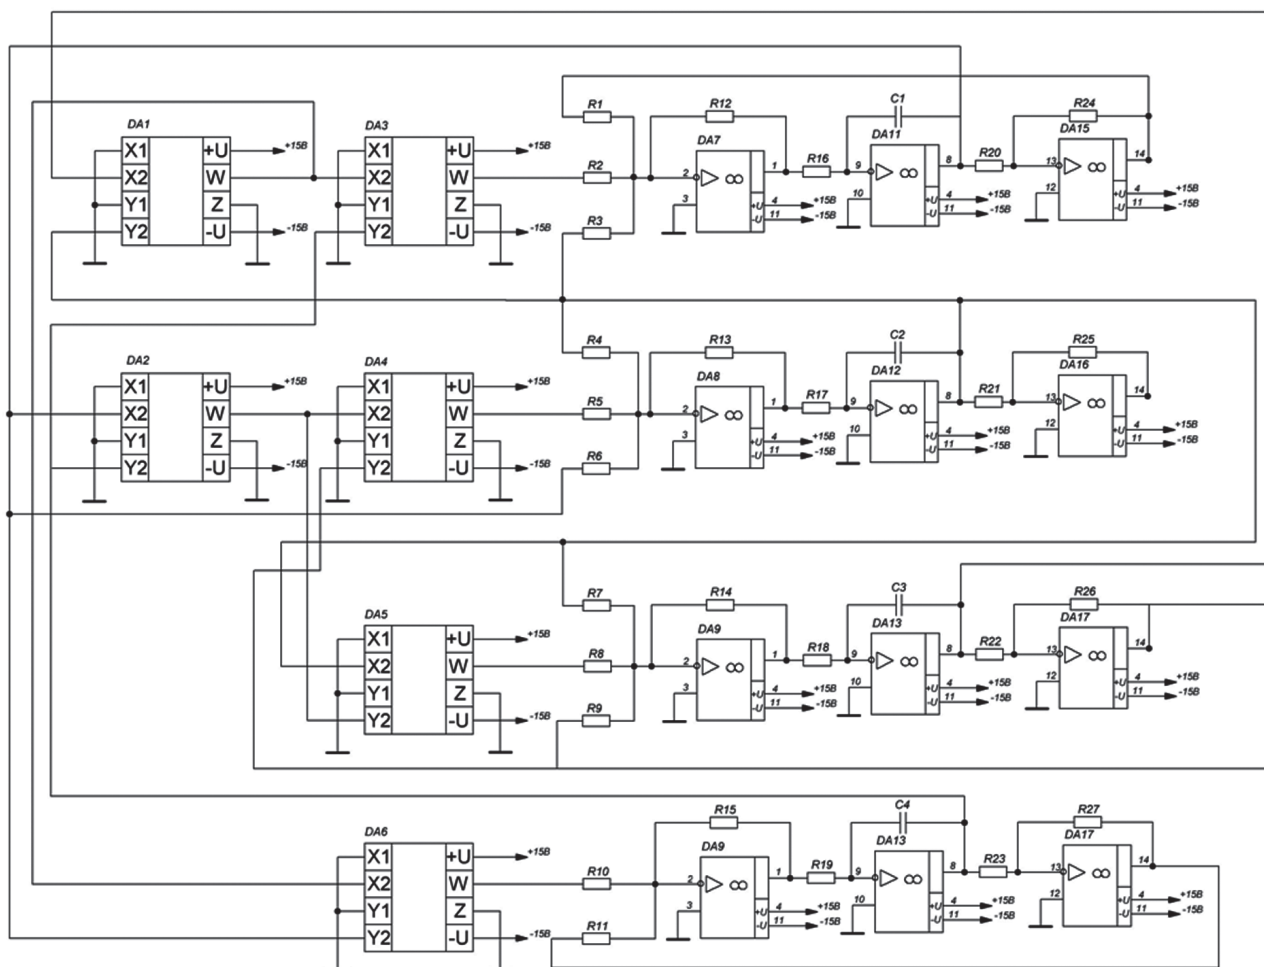 C1
R1 R12 R24
DA1 DA3 DA7 DA11 DA15
X1 +U +15В X1 +U +15В
X2 W X2 W R2 2 ∞ 1 R16 9 ∞ 8 R20 13 ∞ 14
Y1 Z Y1 Z 3 +U 4 +15В 10 +U 4 +15В 12 +U 4 +15В
Y2 -U -15В Y2 -U -15В R3 -U 11 -15В -U 11 -15В -U 11 -15В
C2
R4 R13 R25
DA2 DA4 DA8 DA12 DA16
X1 +U +15В X1 +U +15В
X2 W X2 W R5 2 ∞ 1 R17 9 ∞ 8 R21 13 ∞ 14
Y1 Z Y1 Z 3 +U 4 +15В 10 +U 4 +15В 12 +U 4 +15В
Y2 -U -15В Y2 -U -15В R6 -U 11 -15В -U 11 -15В -U 11 -15В
C3
R7 R14 R26
DA5 DA9 DA13 DA17
X1 +U +15В
X2 W R8 2 ∞ 1 R18 9 ∞ 8 R22 13 ∞ 14
Y1 Z 3 +U 4 +15В 10 +U 4 +15В 12 +U 4 +15В
Y2 -U -15В R9 -U 11 -15В -U 11 -15В -U 11 -15В
C4
R15 R27
DA6 DA9 DA13 DA17
X1 +U +15В
X2 W R10 2 ∞ 1 R19 9 ∞ 8 R23 13 ∞ 14
Y1 Z 3 +U 4 +15В 10 +U 4 +15В 12 +U 4 +15В
Y2 -U -15В R11 -U 11 -15В -U 11 -15В -U 11 -15В